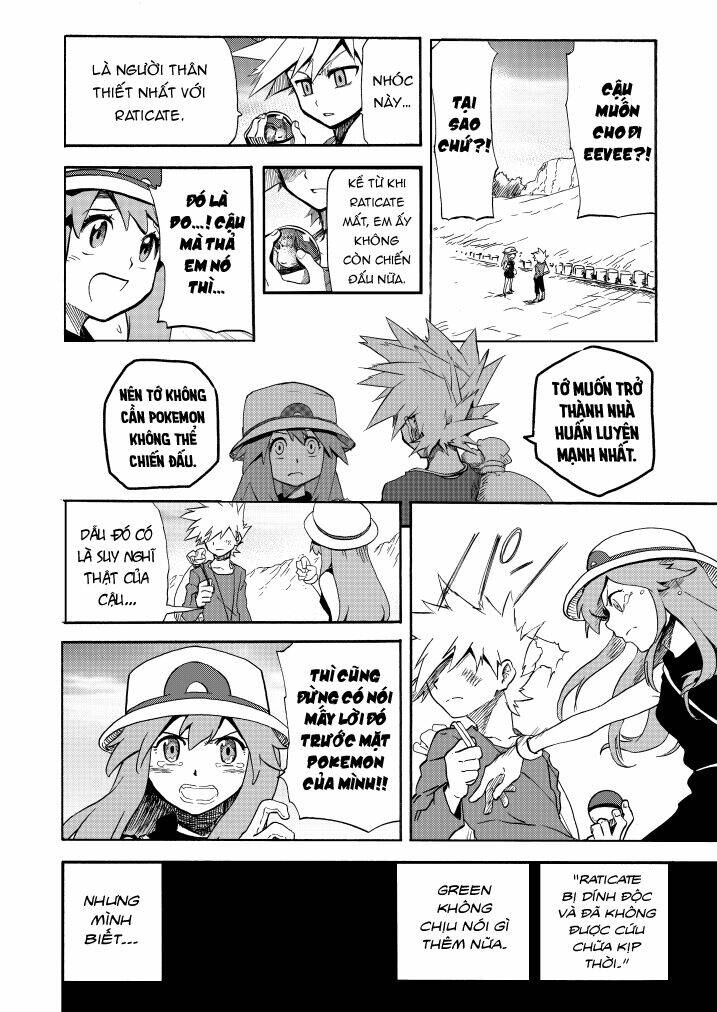 CẬU
MUỐN
CHO ĐI
EEVEE?!
TẠI
SAO
CHỨ?!
NHÓC
NÀY...
LÀ NGƯỜI THÂN
THIẾT NHẤT VỚI
RATICATE.
KỂ TỪ KHI
RATICATE
MẤT, EM ẤY
KHÔNG
CÒN CHIẾN
ĐẤU NỮA.
ĐÓ LÀ
DO...! CẬU
MÀ THẢ
EM NÓ
THÌ...
TỚ MUỐN TRỞ
THÀNH NHÀ
HUẤN LUYỆN
MẠNH NHẤT.
NÊN TỚ KHÔNG
CẦN POKEMON
KHÔNG THỂ
CHIẾN ĐẤU.
DẪU ĐÓ CÓ
LÀ SUY NGHĨ
THẬT CỦA
CẬU...
THÌ CŨNG
ĐỪNG CÓ NÓI
MẤY LỜI ĐÓ
TRƯỚC MẶT
POKEMON
CỦA MÌNH!!
"RATICATE
BỊ DÍNH ĐỘC
VÀ ĐÃ KHÔNG
ĐƯỢC CỨU
CHỮA KỊP
THỜI."
GREEN
KHÔNG
CHỊU NÓI GÌ
THÊM NỮA.
NHƯNG
MÌNH
BIẾT...